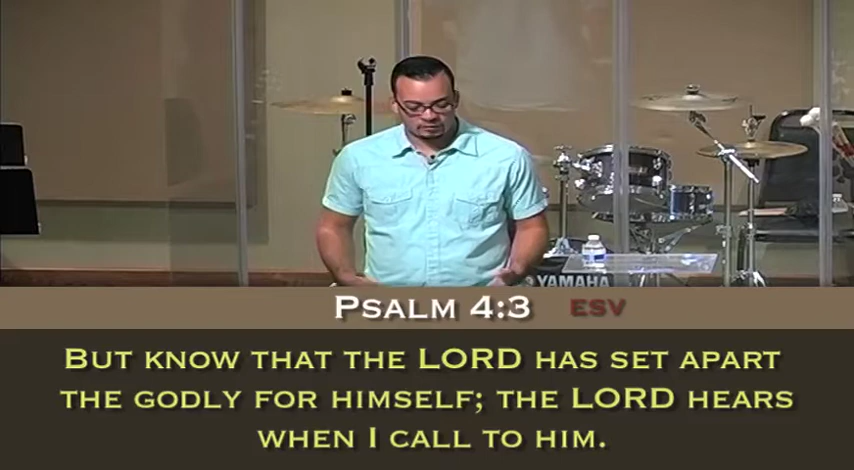 YAMAHA
PSALM 4:3 ESV
BUT KNOW THAT THE LORD HAS SET APART
THE GODLY FOR HIMSELF; THE LORD HEARS
WHEN I CALL TO HIM.